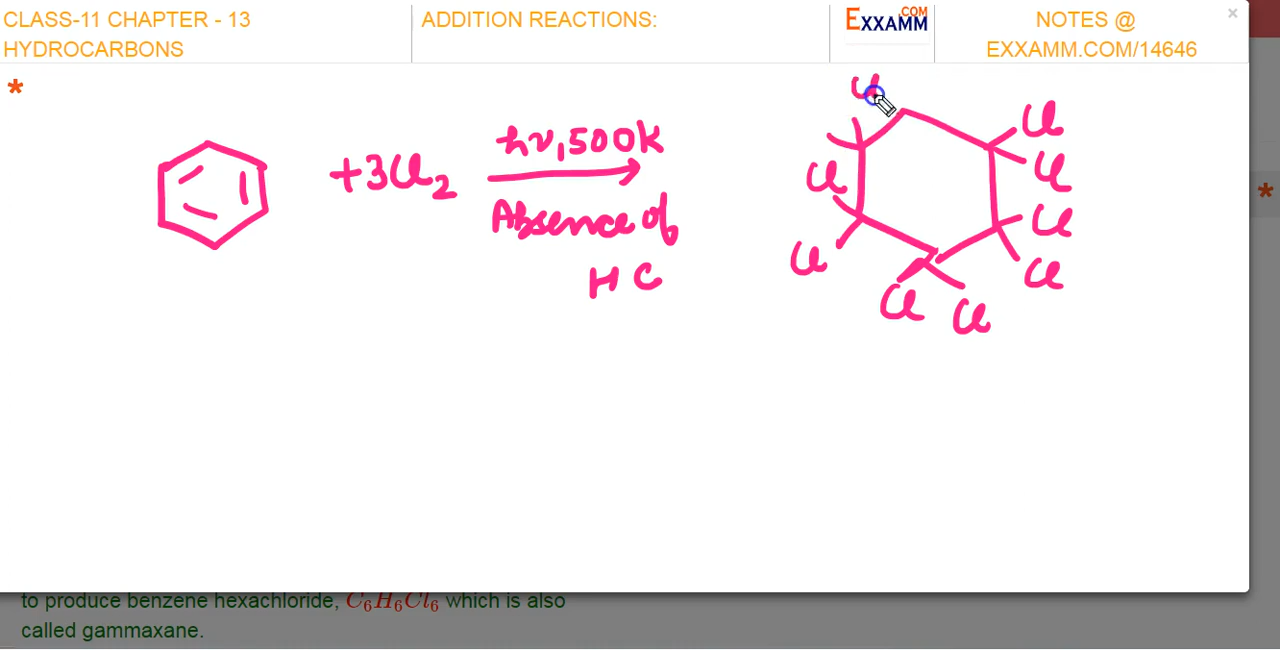 CLASS-11 CHAPTER - 13
HYDROCARBONS
ADDITION REACTIONS:
EXXAMM.COM
NOTES @
EXXAMM.COM/14646
×
*
*
+3Cl2
hν,500K
Absence of
H C
Cl
Cl
Cl
Cl
Cl
Cl
Cl
Cl
Cl
to produce benzene hexachloride, C6H6Cl6 which is also
called gammaxane.